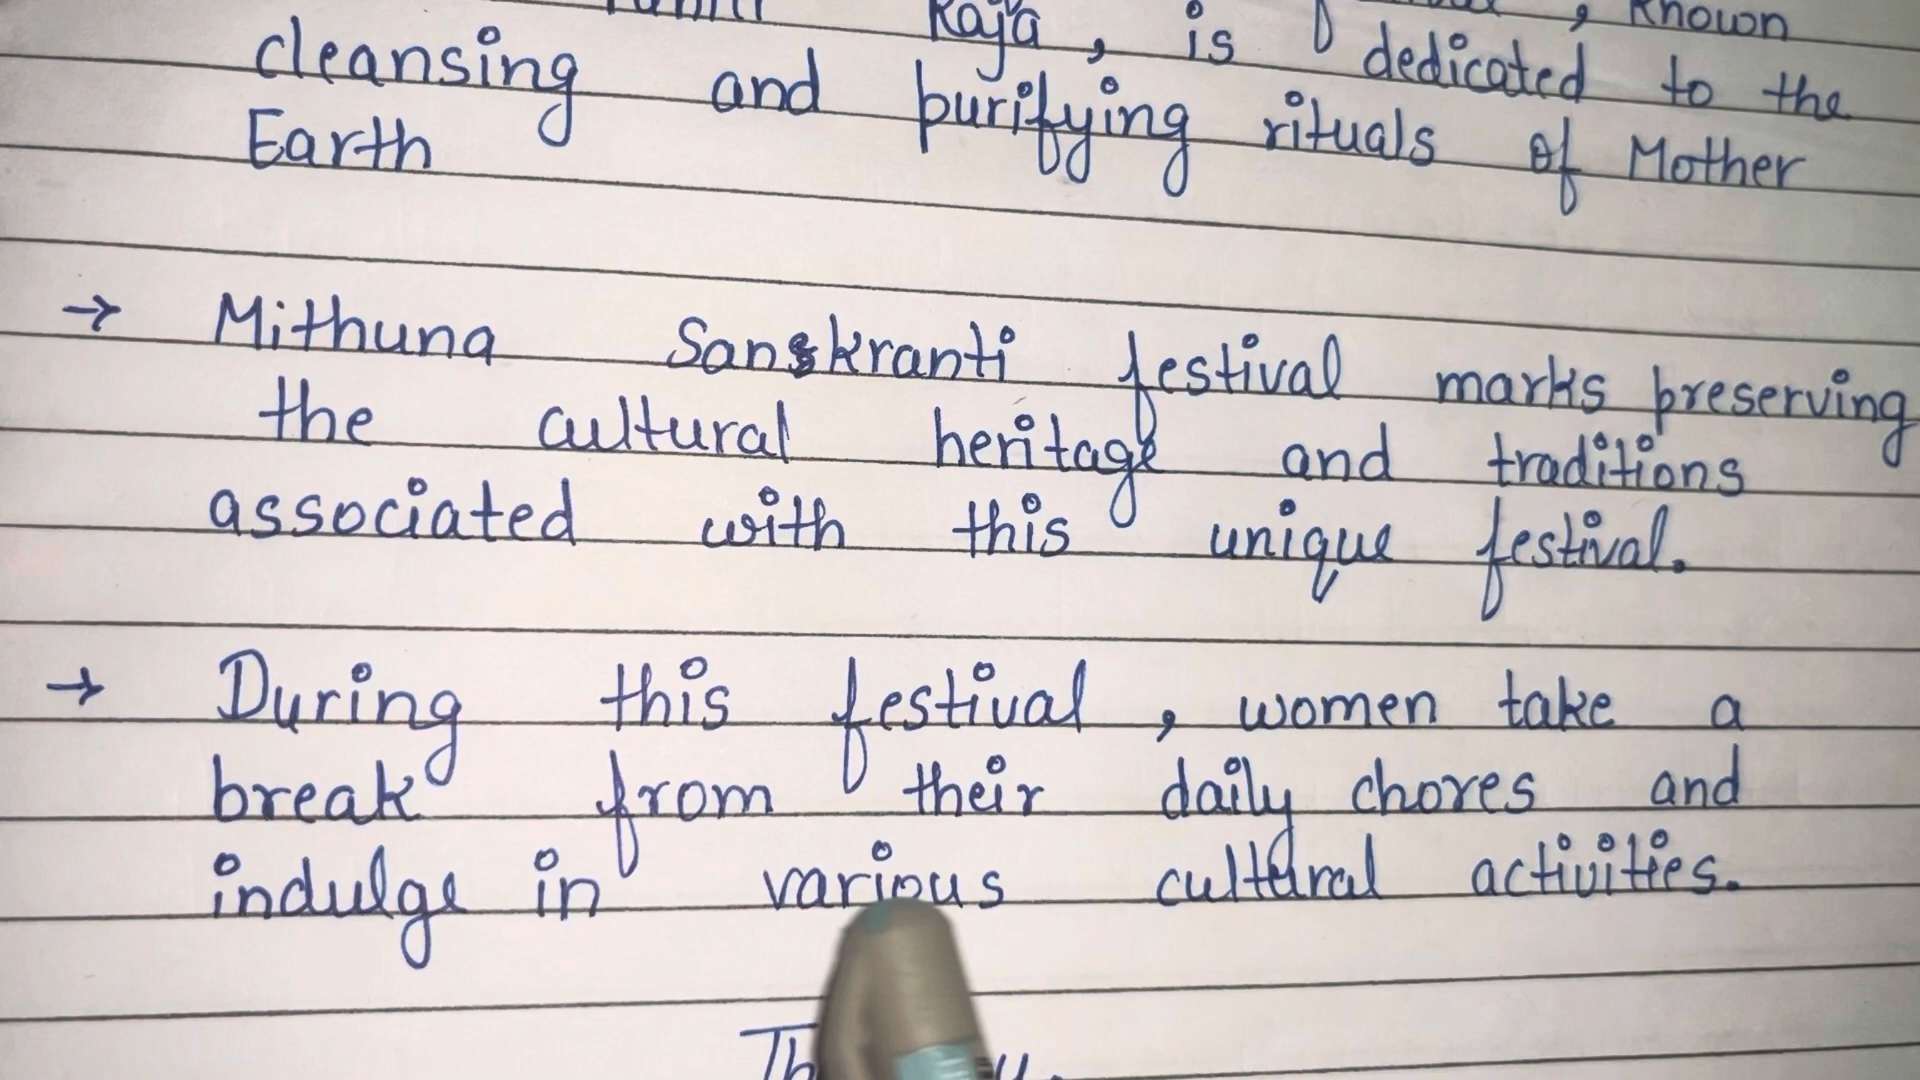 Raja, is dedicated to the
cleansing and purifying rituals of Mother
Earth
→ Mithuna Sanskranti festival marks preserving
the cultural heritage and traditions
associated with this unique festival.
→ During this festival, women take a
break from their daily chores and
indulge in various cultural activities.